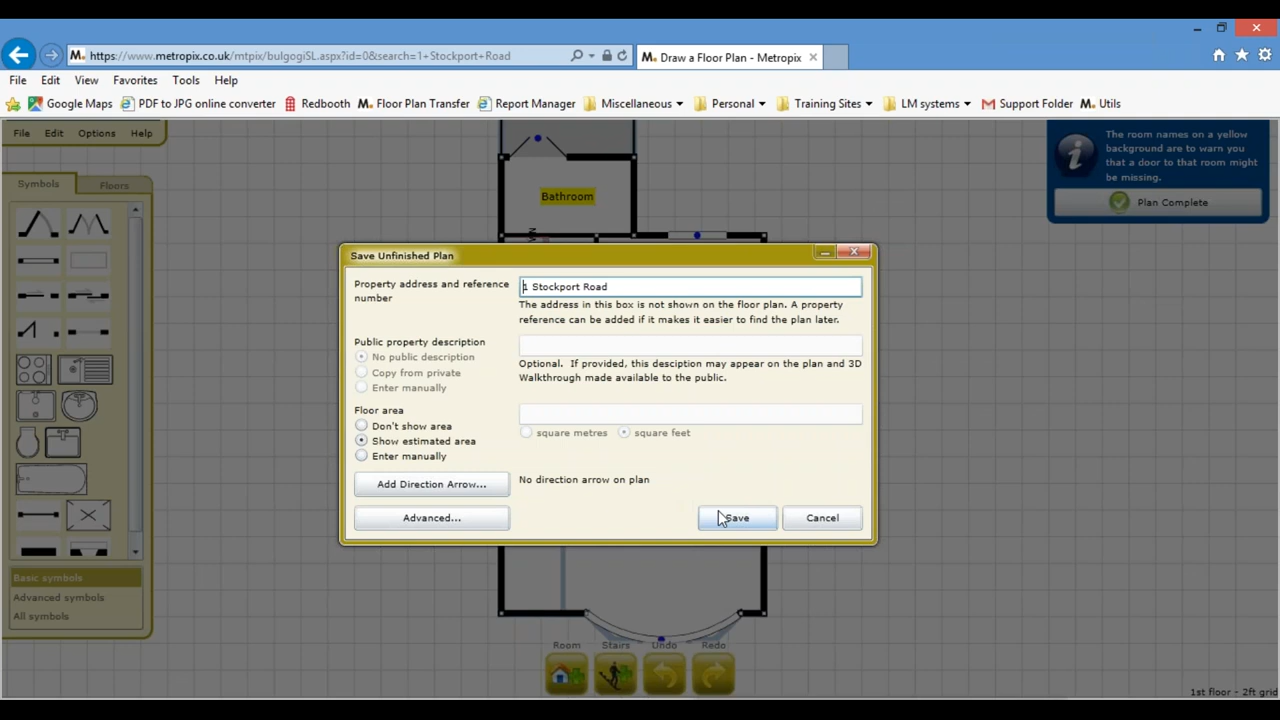 https://www.metropix.co.uk/mtpix/bulgogiSL.aspx?id=0&search=1+Stockport+Road
M. Draw a Floor Plan - Metropix
File Edit View Favorites Tools Help
Google Maps PDF to JPG online converter Redbooth M. Floor Plan Transfer Report Manager Miscellaneous Personal Training Sites LM systems Support Folder M. Utils
File Edit Options Help
The room names on a yellow
background are to warn you
that a door to that room might
be missing.
Plan Complete
Symbols Floors
Bathroom
Save Unfinished Plan
Property address and reference
number
1 Stockport Road
The address in this box is not shown on the floor plan. A property
reference can be added if it makes it easier to find the plan later.
Public property description
No public description
Copy from private
Enter manually
Optional. If provided, this desciption may appear on the plan and 3D
Walkthrough made available to the public.
Floor area
Don't show area
Show estimated area
Enter manually
square metres square feet
Add Direction Arrow...
No direction arrow on plan
Advanced...
Save
Cancel
Basic symbols
Advanced symbols
All symbols
Room Stairs Undo Redo
1st floor - 2ft grid